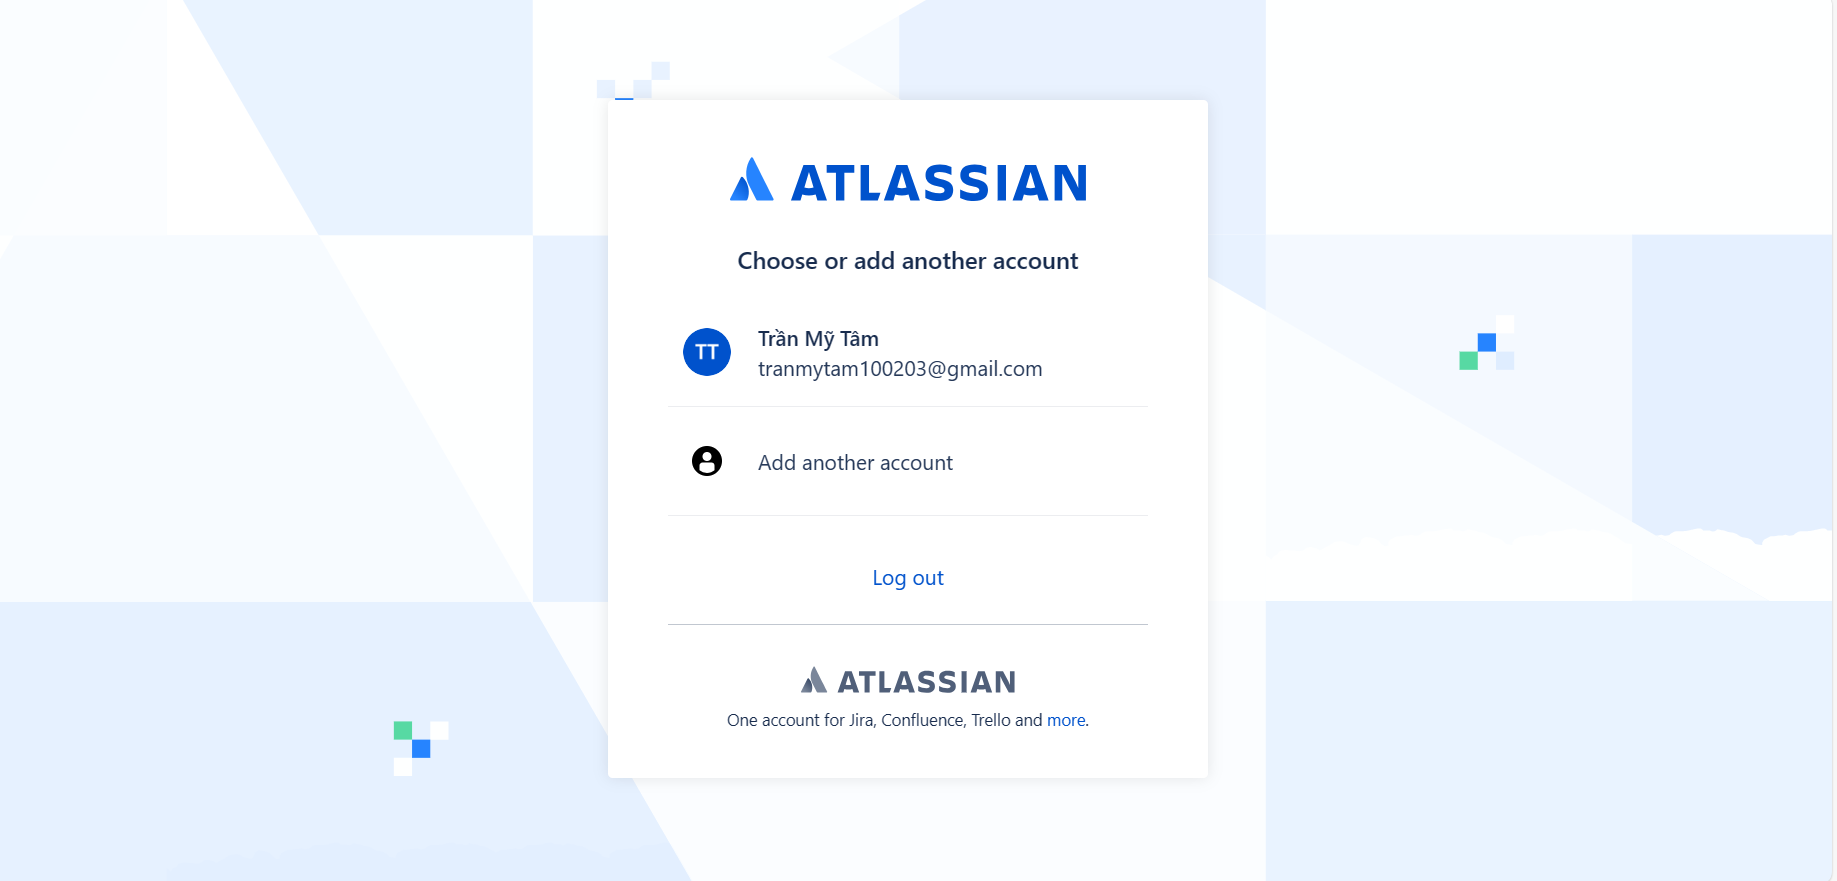 ATLASSIAN
Choose or add another account
TT
Trần Mỹ Tâm
tranmytam100203@gmail.com
Add another account
Log out
ATLASSIAN
One account for Jira, Confluence, Trello and more.